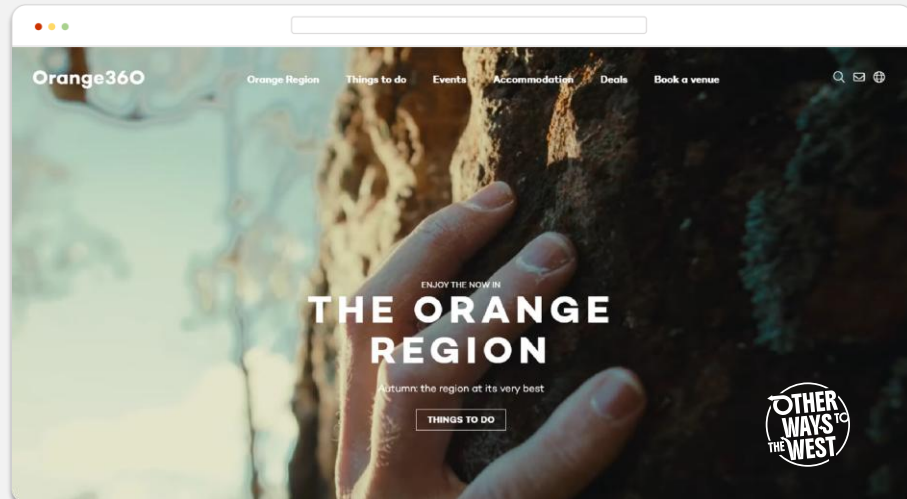 Orange360
Orange Region Things to do Events Accommodation Deals Book a venue
ENJOY THE NOW IN
THE ORANGE
REGION
Autumn: the region at its very best
THINGS TO DO
OTHER
WAYS TO
THE WEST